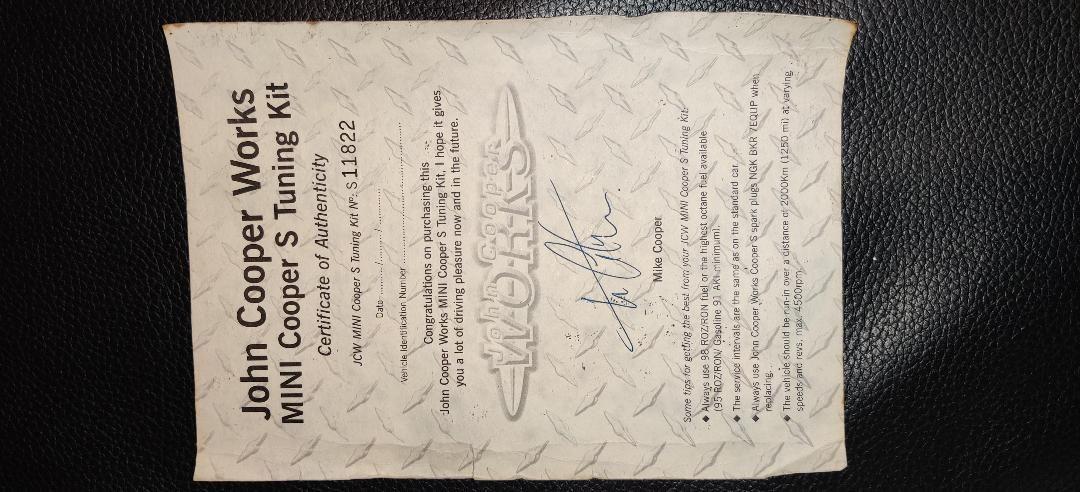 John Cooper Works
MINI Cooper S Tuning Kit
Certificate of Authenticity
JCW MINI Cooper S Tuning Kit Nº: S 11822
Date ........./........./.........
Vehicle Identification Number ........................................
Congratulations on purchasing this
John Cooper Works MINI Cooper S Tuning Kit, I hope it gives
you a lot of driving pleasure now and in the future.
John Cooper
WORKS
Mike Cooper
Some tips for getting the best from your JCW MINI Cooper S Tuning Kit:
◆ Always use 98 ROZ/RON fuel or the highest octane fuel available
(95 ROZ/RON/ Gasoline 91 AKI minimum).
◆ The service intervals are the same as on the standard car.
◆ Always use John Cooper Works Cooper S spark plugs NGK BKR 7EQUP when
replacing.
◆ The vehicle should be run-in over a distance of 2000Km (1250 mi) at varying
speeds and revs, max. 4500rpm.